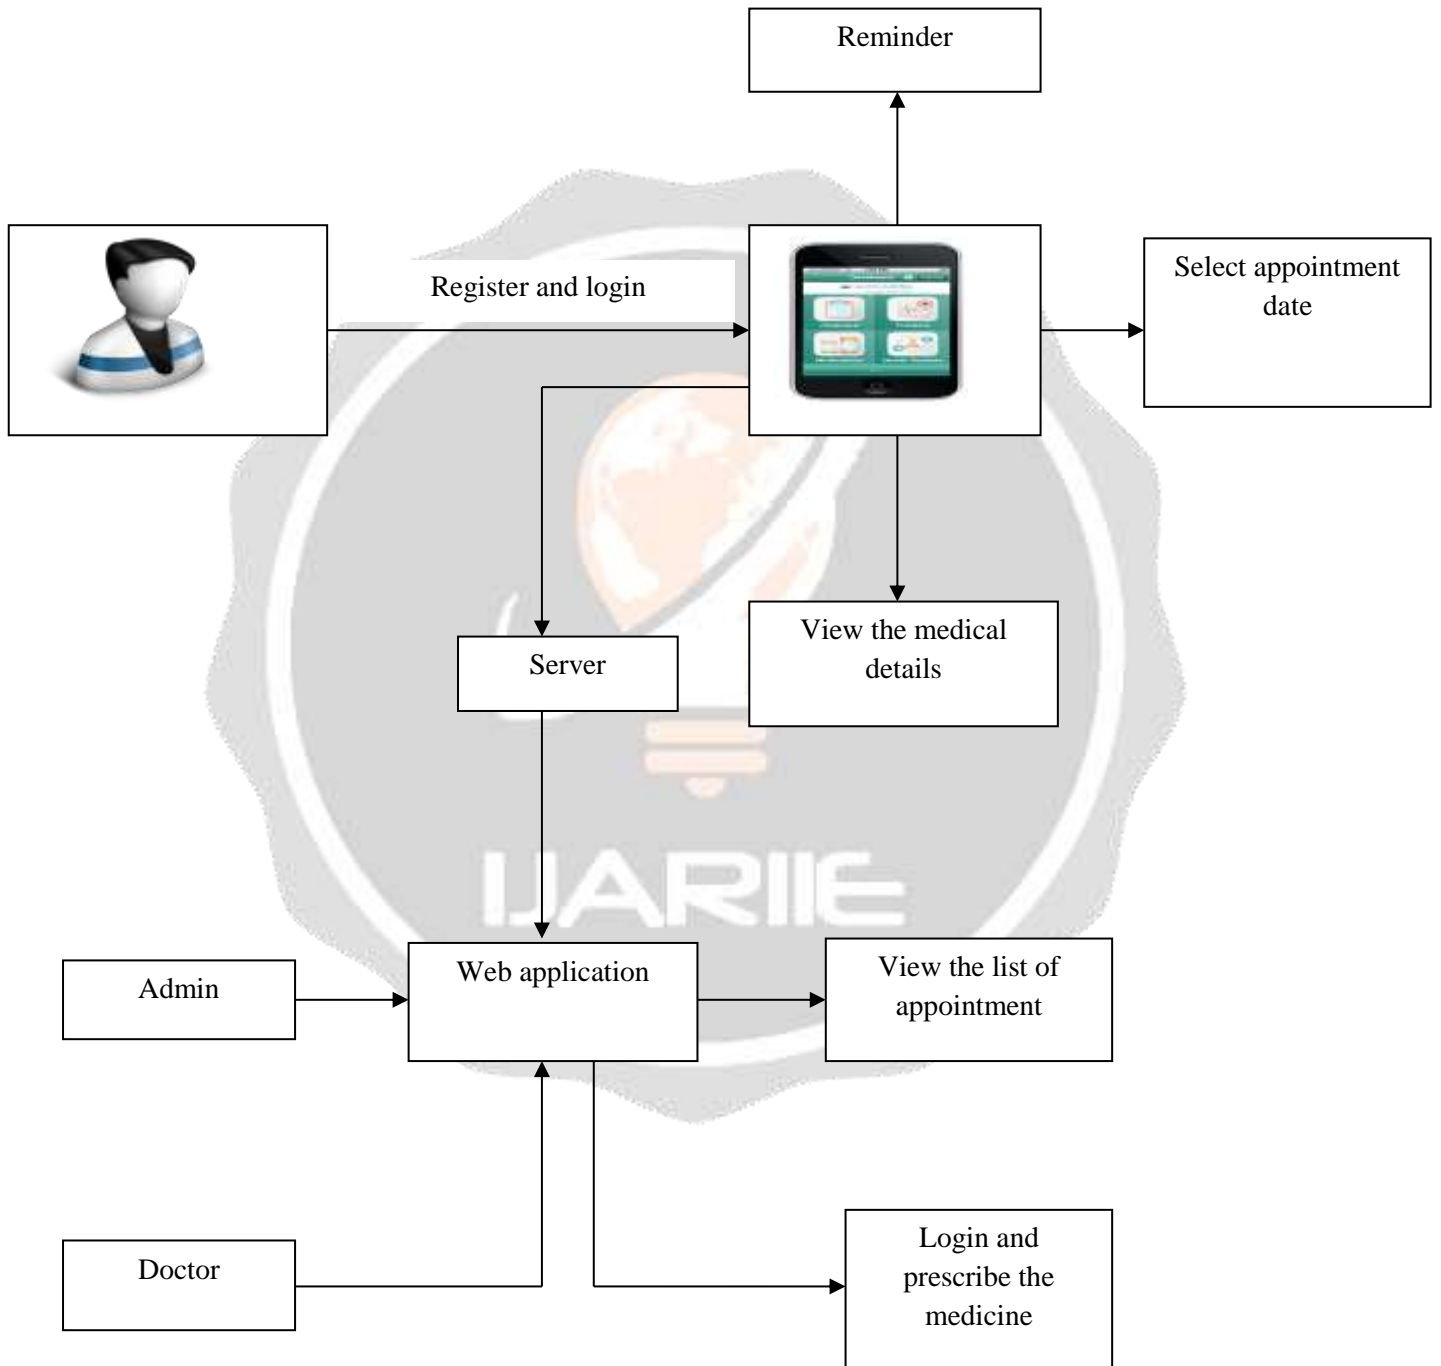 Reminder
Register and login
Select appointment
date
View the medical
details
Server
IJARIIE
Admin
Web application
View the list of
appointment
Doctor
Login and
prescribe the
medicine